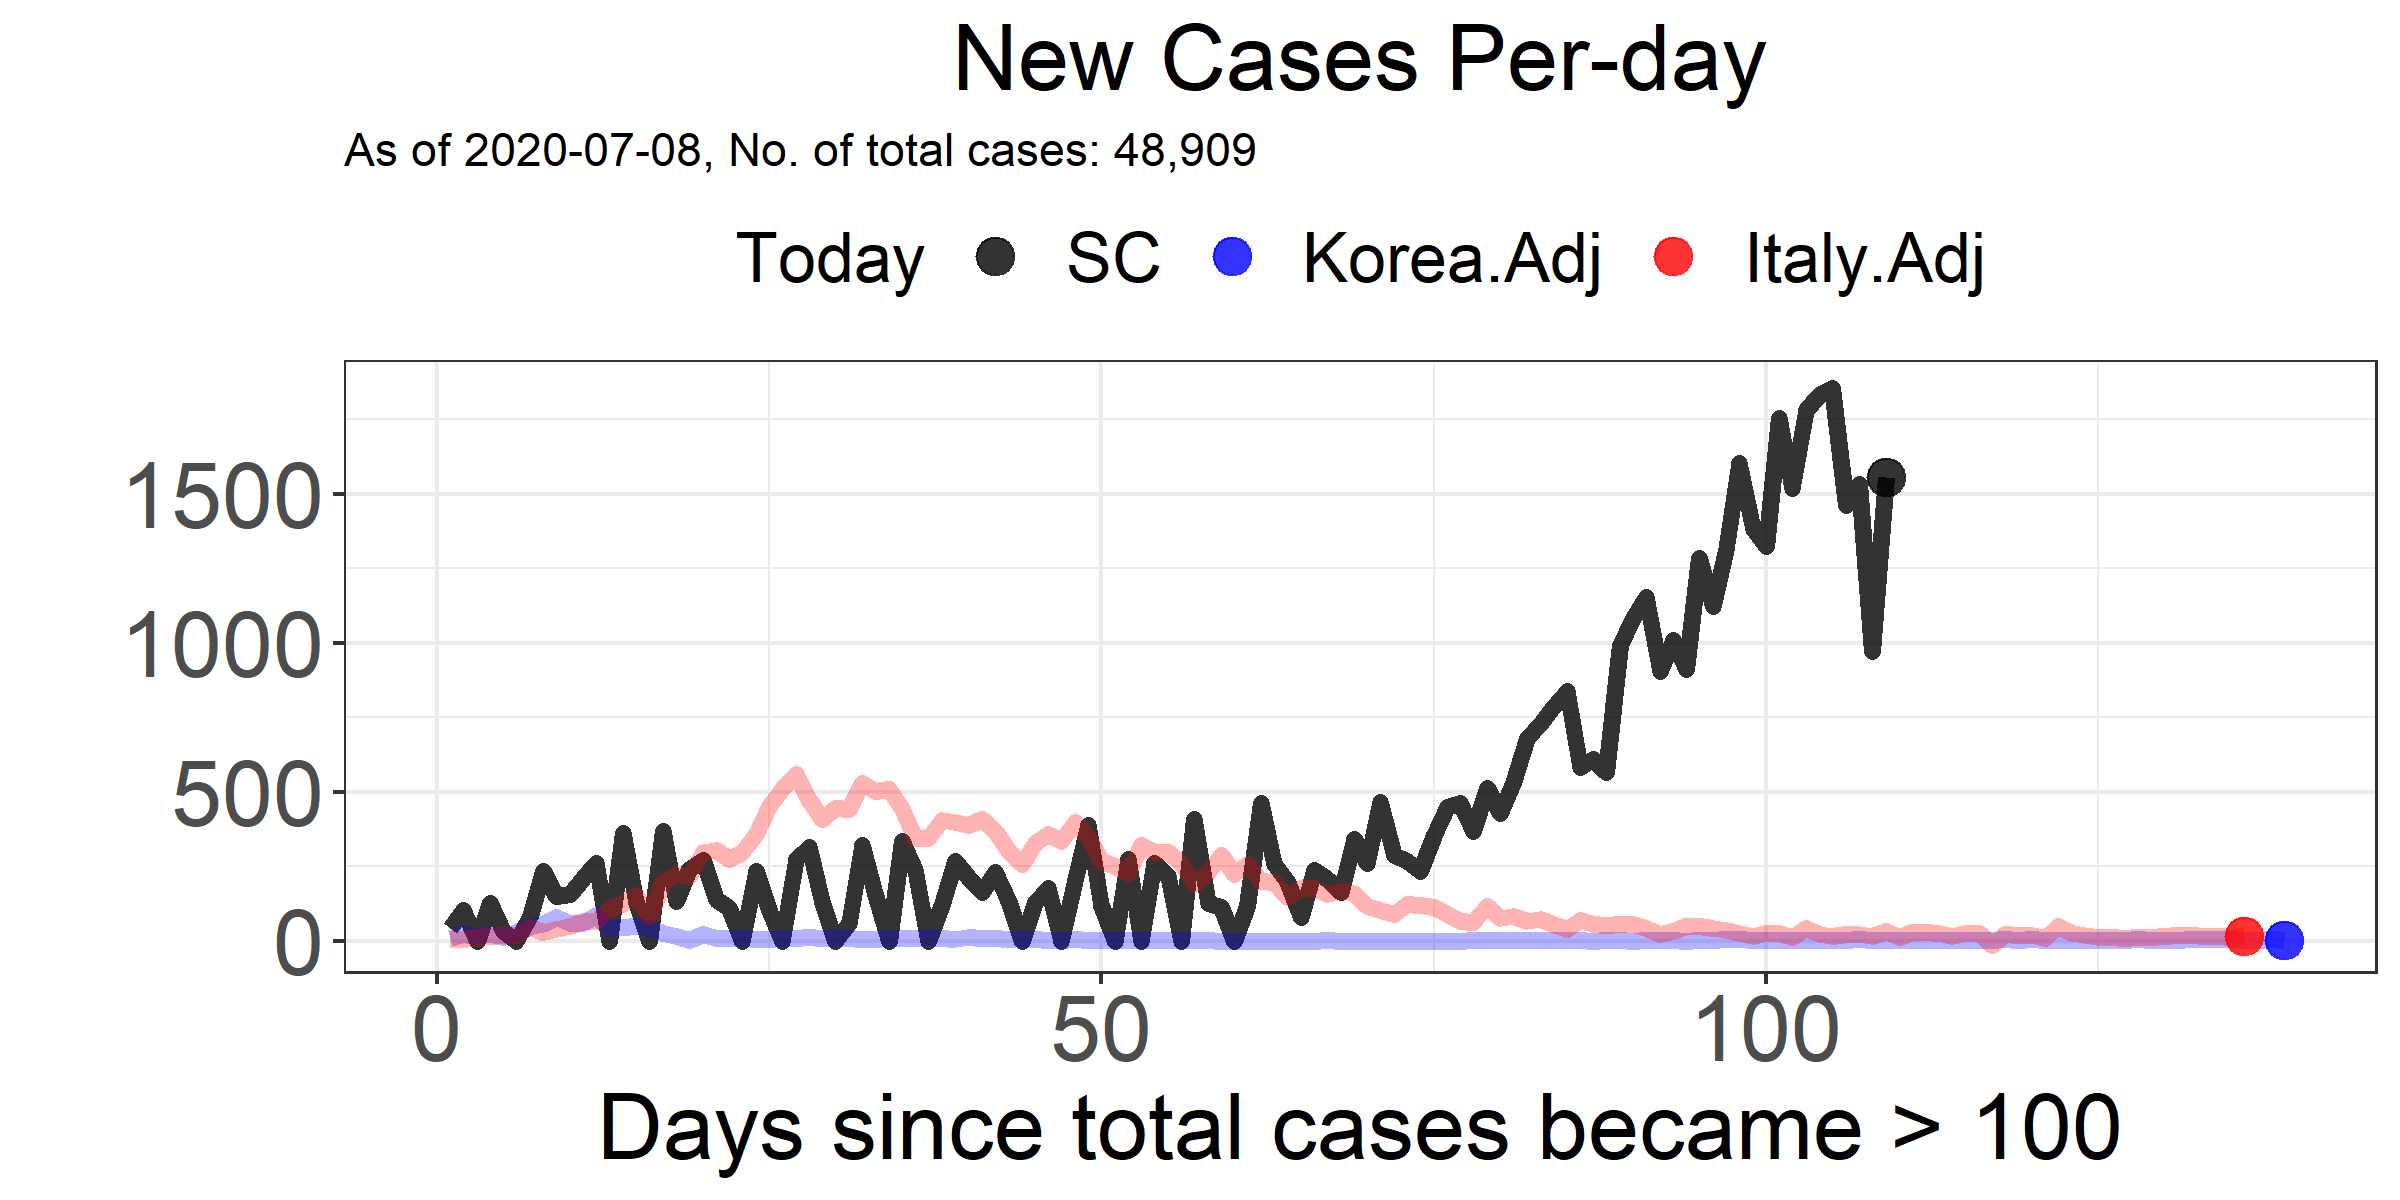 New Cases Per-day
As of 2020-07-08, No. of total cases: 48,909
Today SC Korea.Adj Italy.Adj
1500
1000
500
0
0 50 100
Days since total cases became > 100